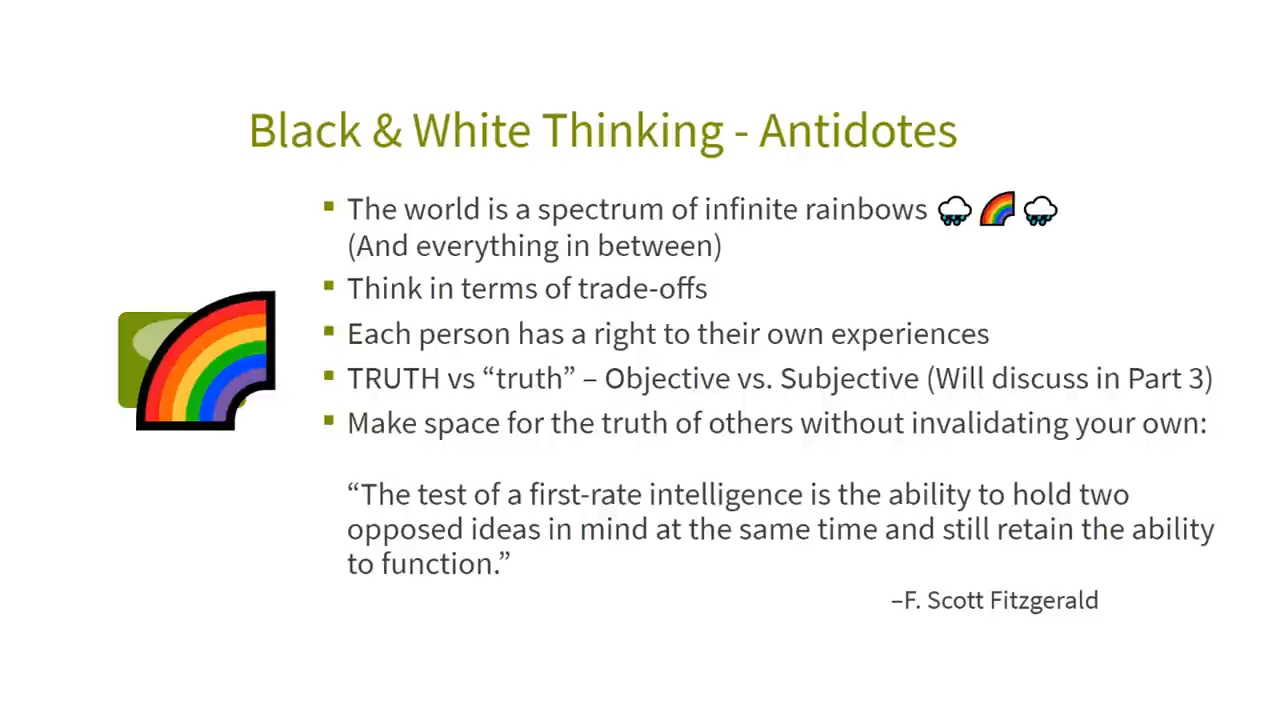 Black & White Thinking - Antidotes
▪ The world is a spectrum of infinite rainbows 🌧🌈🌧
(And everything in between)
▪ Think in terms of trade-offs
▪ Each person has a right to their own experiences
▪ TRUTH vs “truth” – Objective vs. Subjective (Will discuss in Part 3)
▪ Make space for the truth of others without invalidating your own:
“The test of a first-rate intelligence is the ability to hold two
opposed ideas in mind at the same time and still retain the ability
to function.”
–F. Scott Fitzgerald